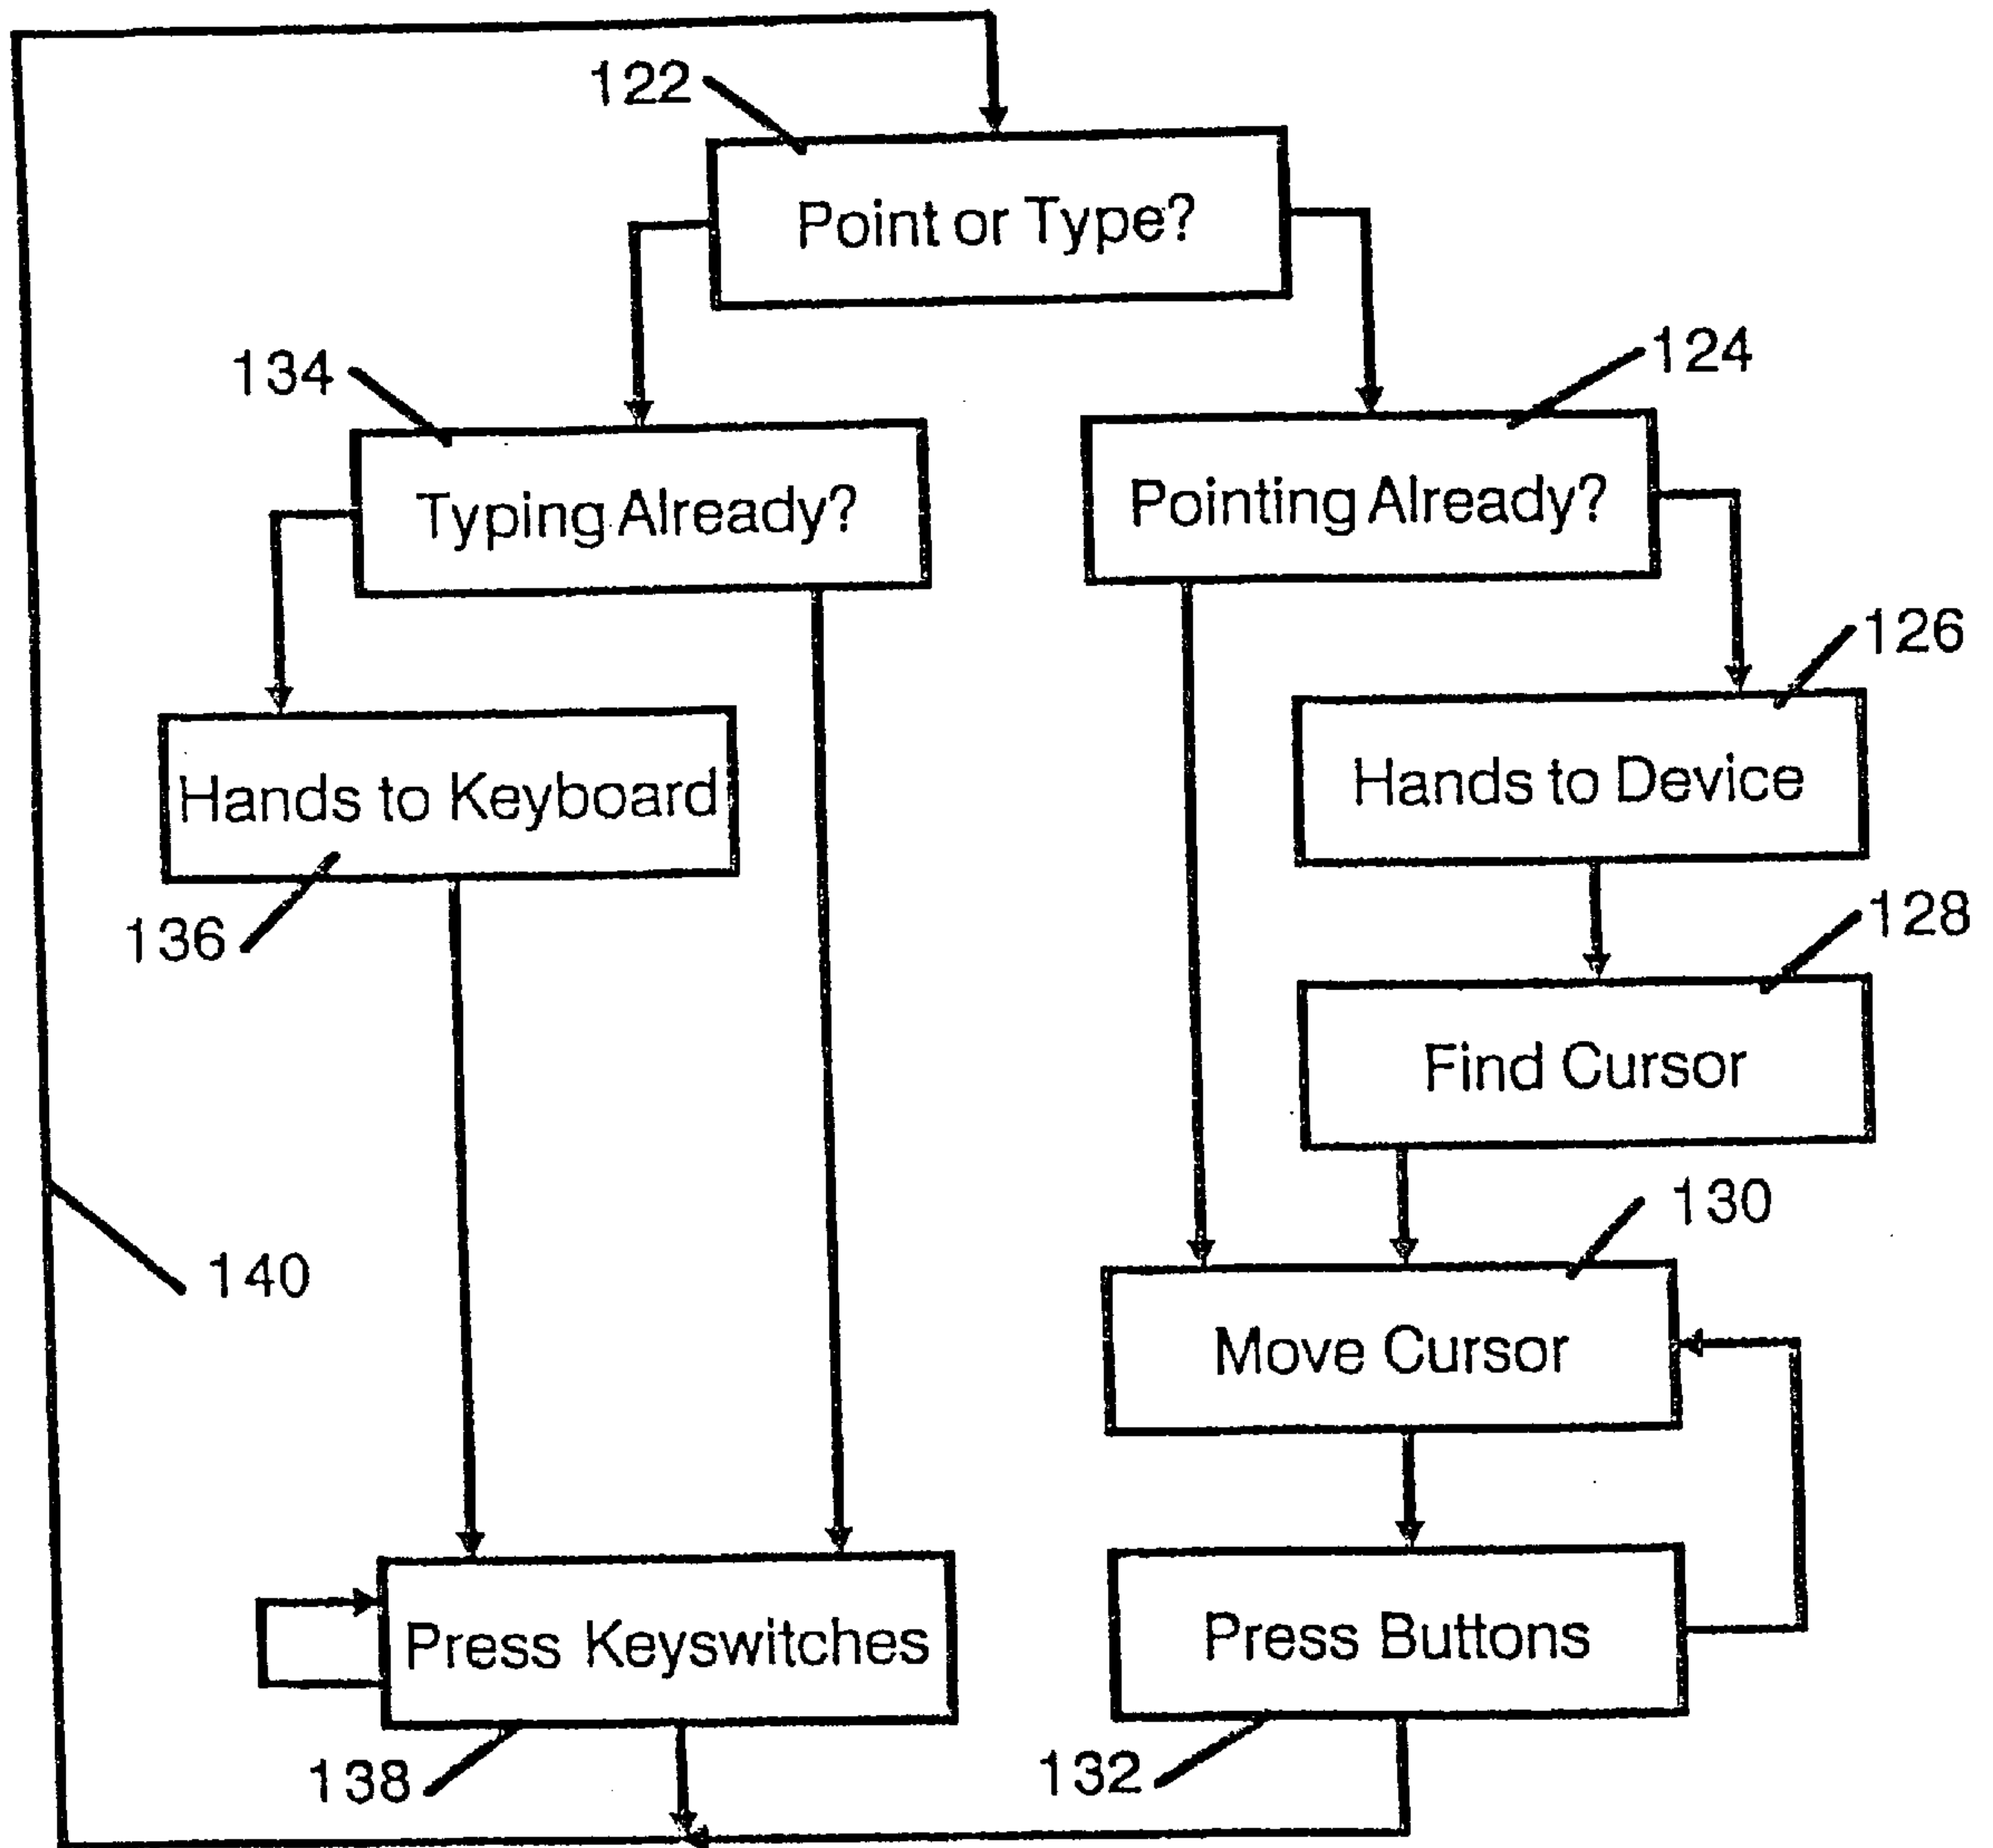 122
Point or Type?
134
124
Typing Already?
Pointing Already?
126
Hands to Keyboard
Hands to Device
136
128
Find Cursor
130
140
Move Cursor
Press Keyswitches
Press Buttons
138
132